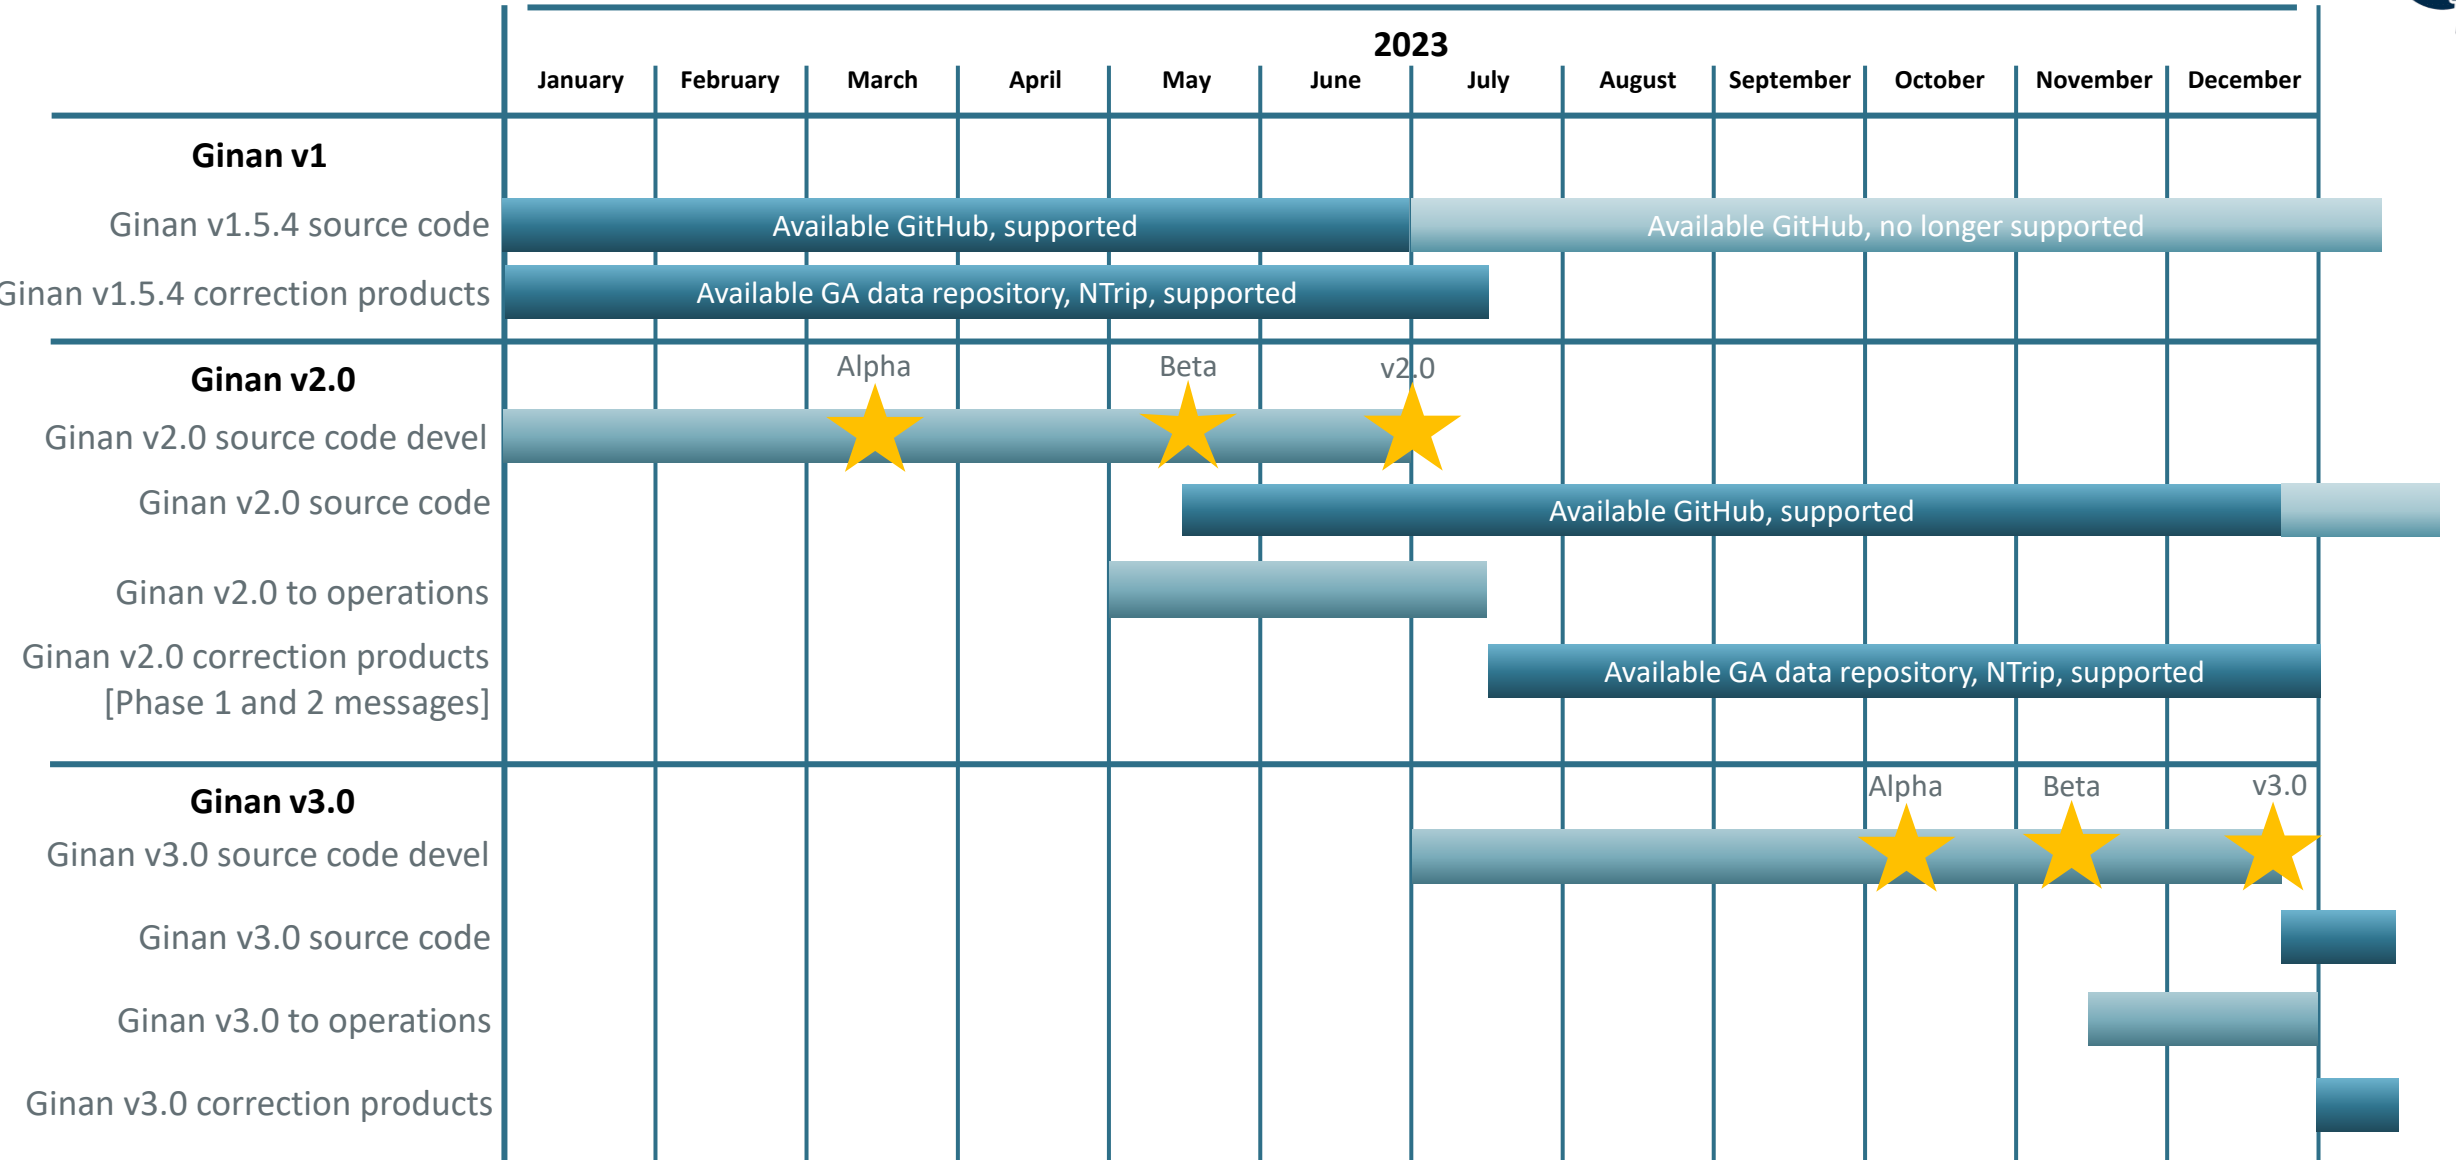 2023
January February March April May June July August September October November December
Ginan v1
Ginan v1.5.4 source code
Available GitHub, supported
Available GitHub, no longer supported
Ginan v1.5.4 correction products
Available GA data repository, NTrip, supported
Ginan v2.0
Alpha
Beta
v2.0
Ginan v2.0 source code devel
Ginan v2.0 source code
Available GitHub, supported
Ginan v2.0 to operations
Ginan v2.0 correction products
[Phase 1 and 2 messages]
Available GA data repository, NTrip, supported
Ginan v3.0
Alpha
Beta
v3.0
Ginan v3.0 source code devel
Ginan v3.0 source code
Ginan v3.0 to operations
Ginan v3.0 correction products